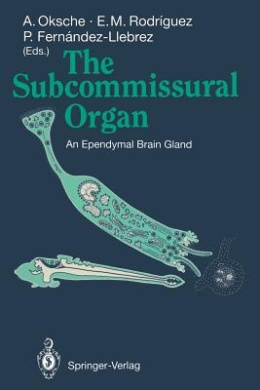 A. Oksche · E. M. Rodríguez
P. Fernández-Llebrez
(Eds.)
The
Subcommissural
Organ
An Ependymal Brain Gland
Springer-Verlag